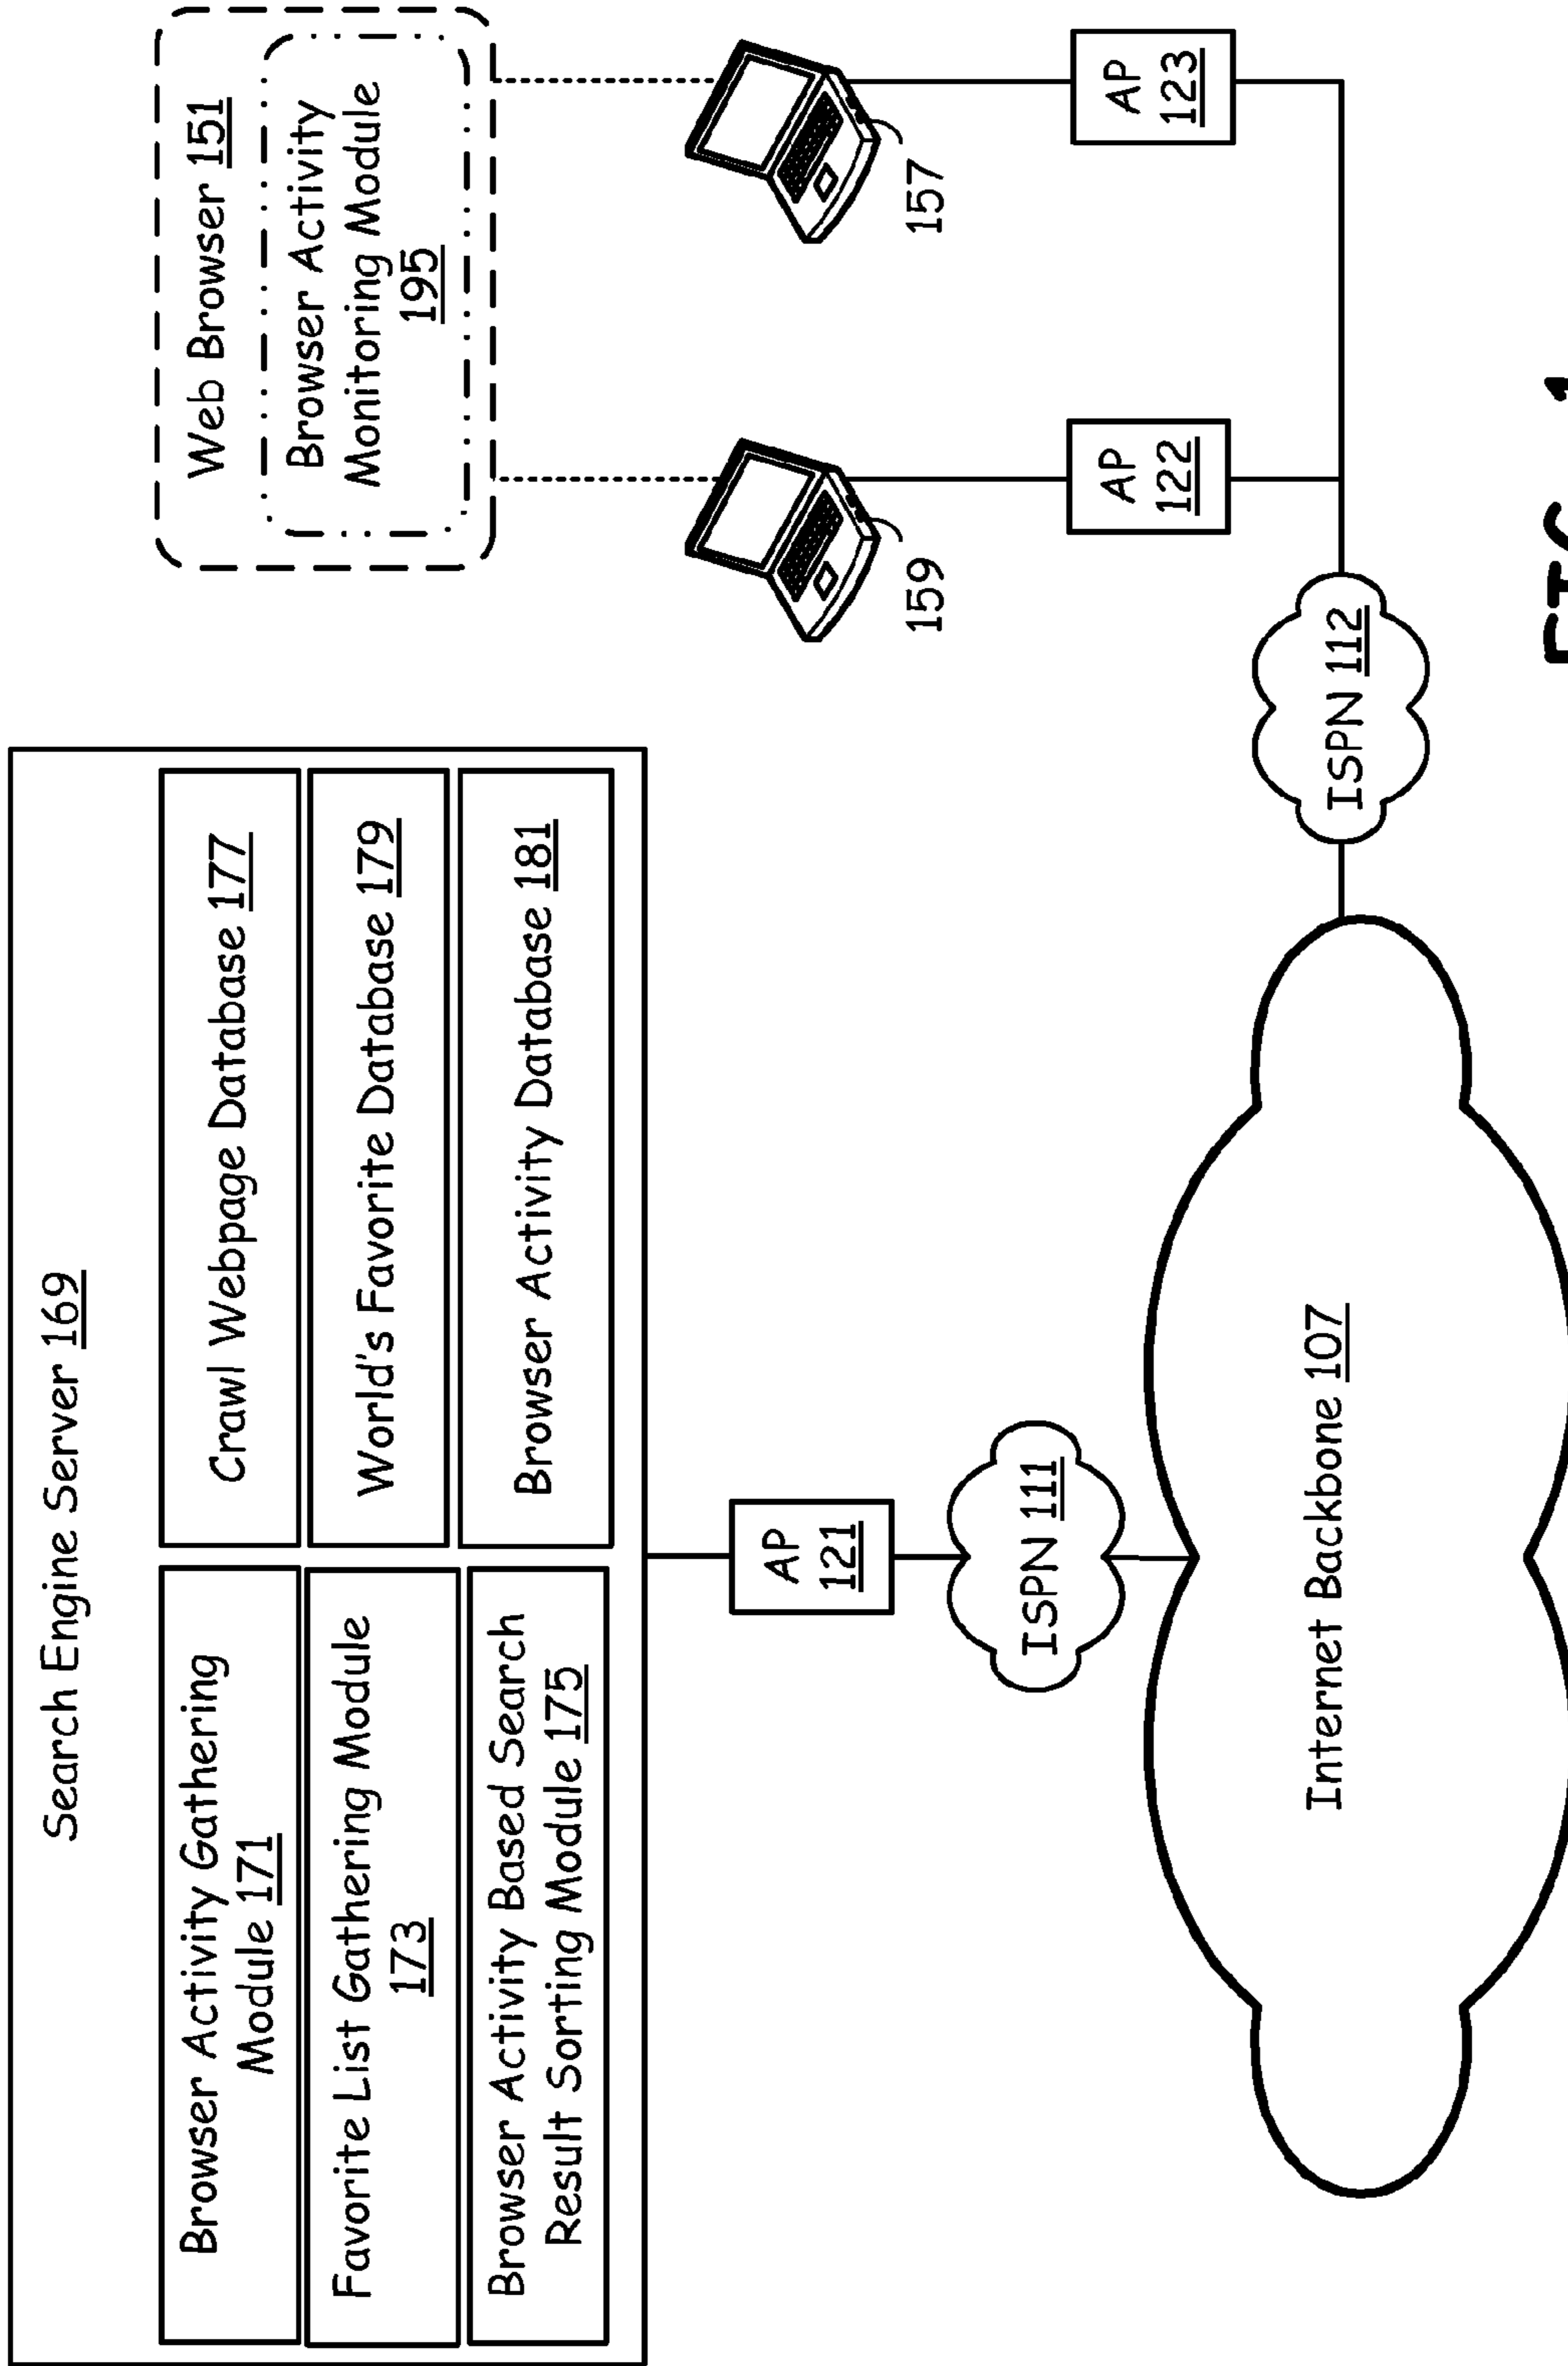 Search Engine Server 169
Browser Activity Gathering
Module 171
Favorite List Gathering Module
173
Browser Activity Based Search
Result Sorting Module 175
Crawl Webpage Database 177
World's Favorite Database 179
Browser Activity Database 181
Web Browser 151
Browser Activity
Monitoring Module
195
159
157
AP
121
AP
122
AP
123
ISPN 111
ISPN 112
Internet Backbone 107